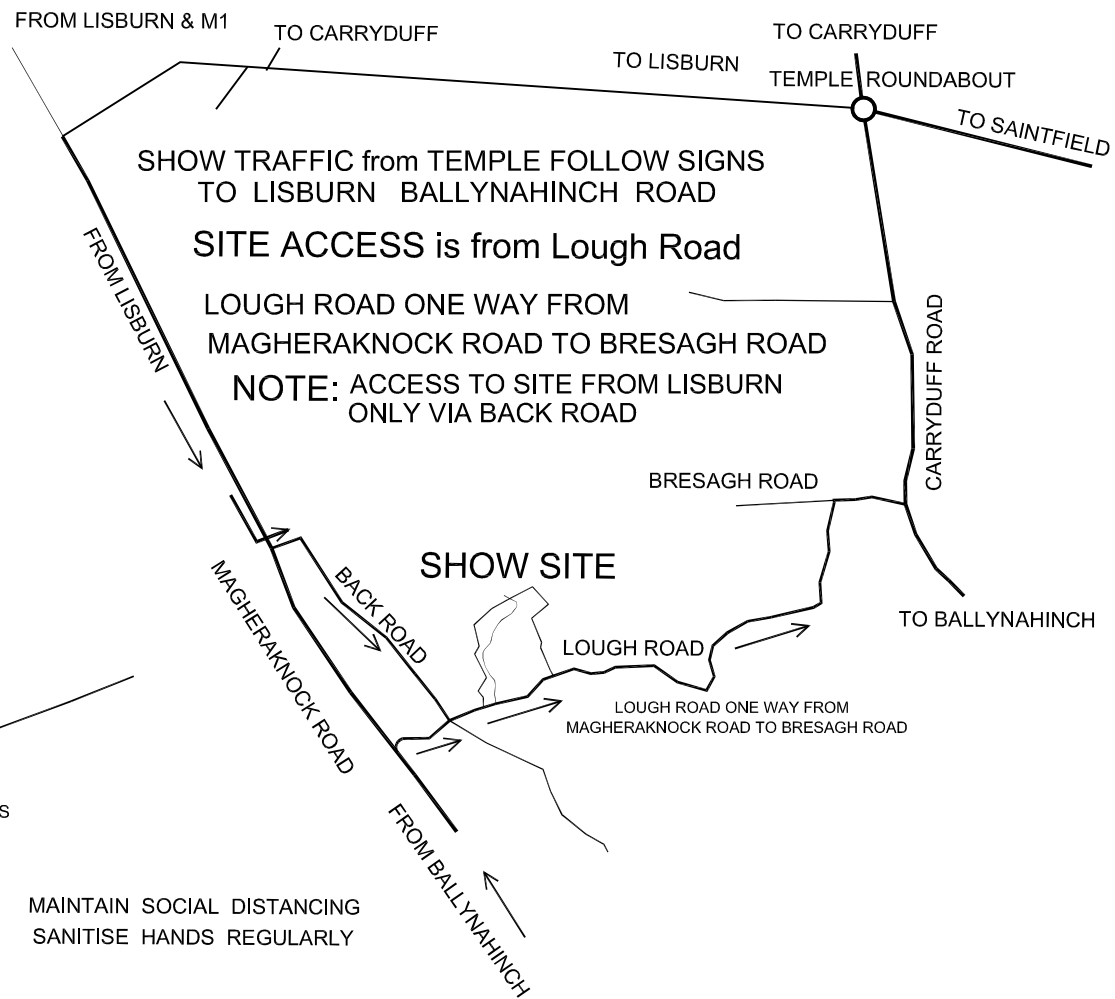 FROM LISBURN & M1
TO CARRYDUFF
TO CARRYDUFF
TO LISBURN
TEMPLE ROUNDABOUT
TO SAINTFIELD
SHOW TRAFFIC from TEMPLE FOLLOW SIGNS
TO LISBURN BALLYNAHINCH ROAD
SITE ACCESS is from Lough Road
FROM LISBURN
LOUGH ROAD ONE WAY FROM
MAGHERAKNOCK ROAD TO BRESAGH ROAD
NOTE: ACCESS TO SITE FROM LISBURN
ONLY VIA BACK ROAD
CARRYDUFF ROAD
BRESAGH ROAD
SHOW SITE
BACK ROAD
MAGHERAKNOCK ROAD
TO BALLYNAHINCH
LOUGH ROAD
LOUGH ROAD ONE WAY FROM
MAGHERAKNOCK ROAD TO BRESAGH ROAD
S
FROM BALLYNAHINCH
MAINTAIN SOCIAL DISTANCING
SANITISE HANDS REGULARLY